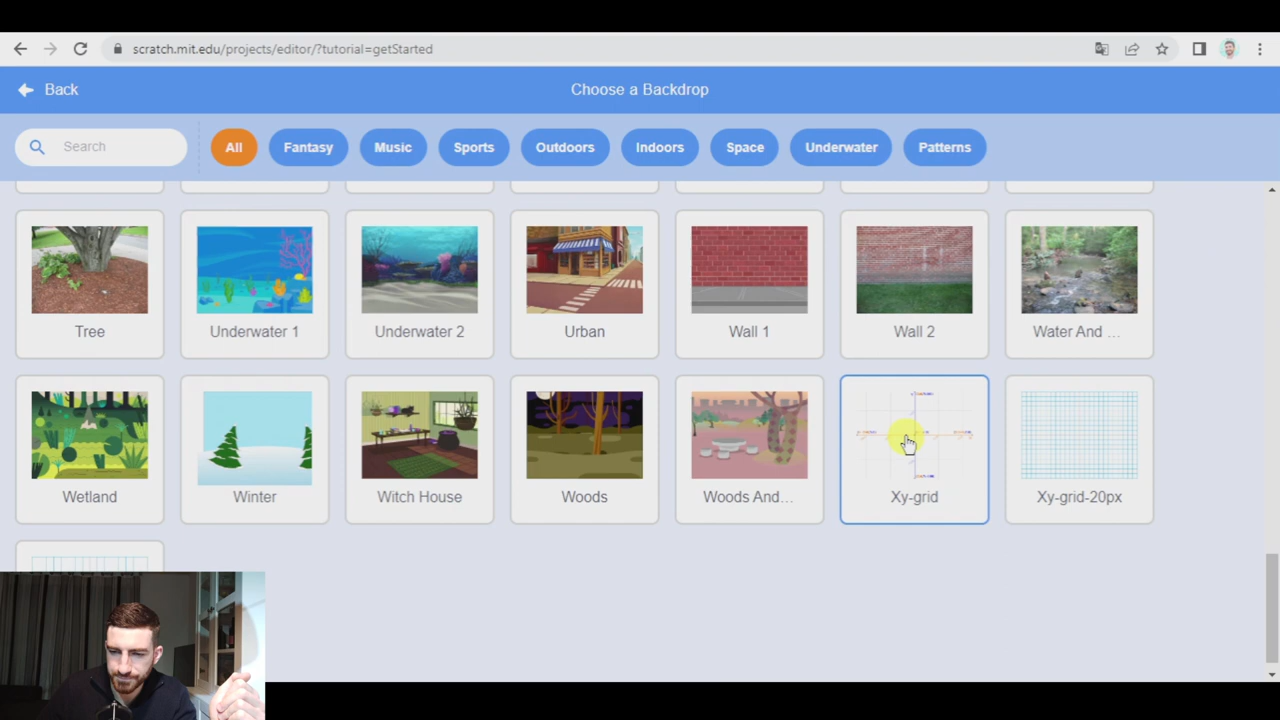 scratch.mit.edu/projects/editor/?tutorial=getStarted
Back
Choose a Backdrop
Search
All
Fantasy
Music
Sports
Outdoors
Indoors
Space
Underwater
Patterns
Tree
Underwater 1
Underwater 2
Urban
Wall 1
Wall 2
Water And ...
Wetland
Winter
Witch House
Woods
Woods And...
Xy-grid
Xy-grid-20px